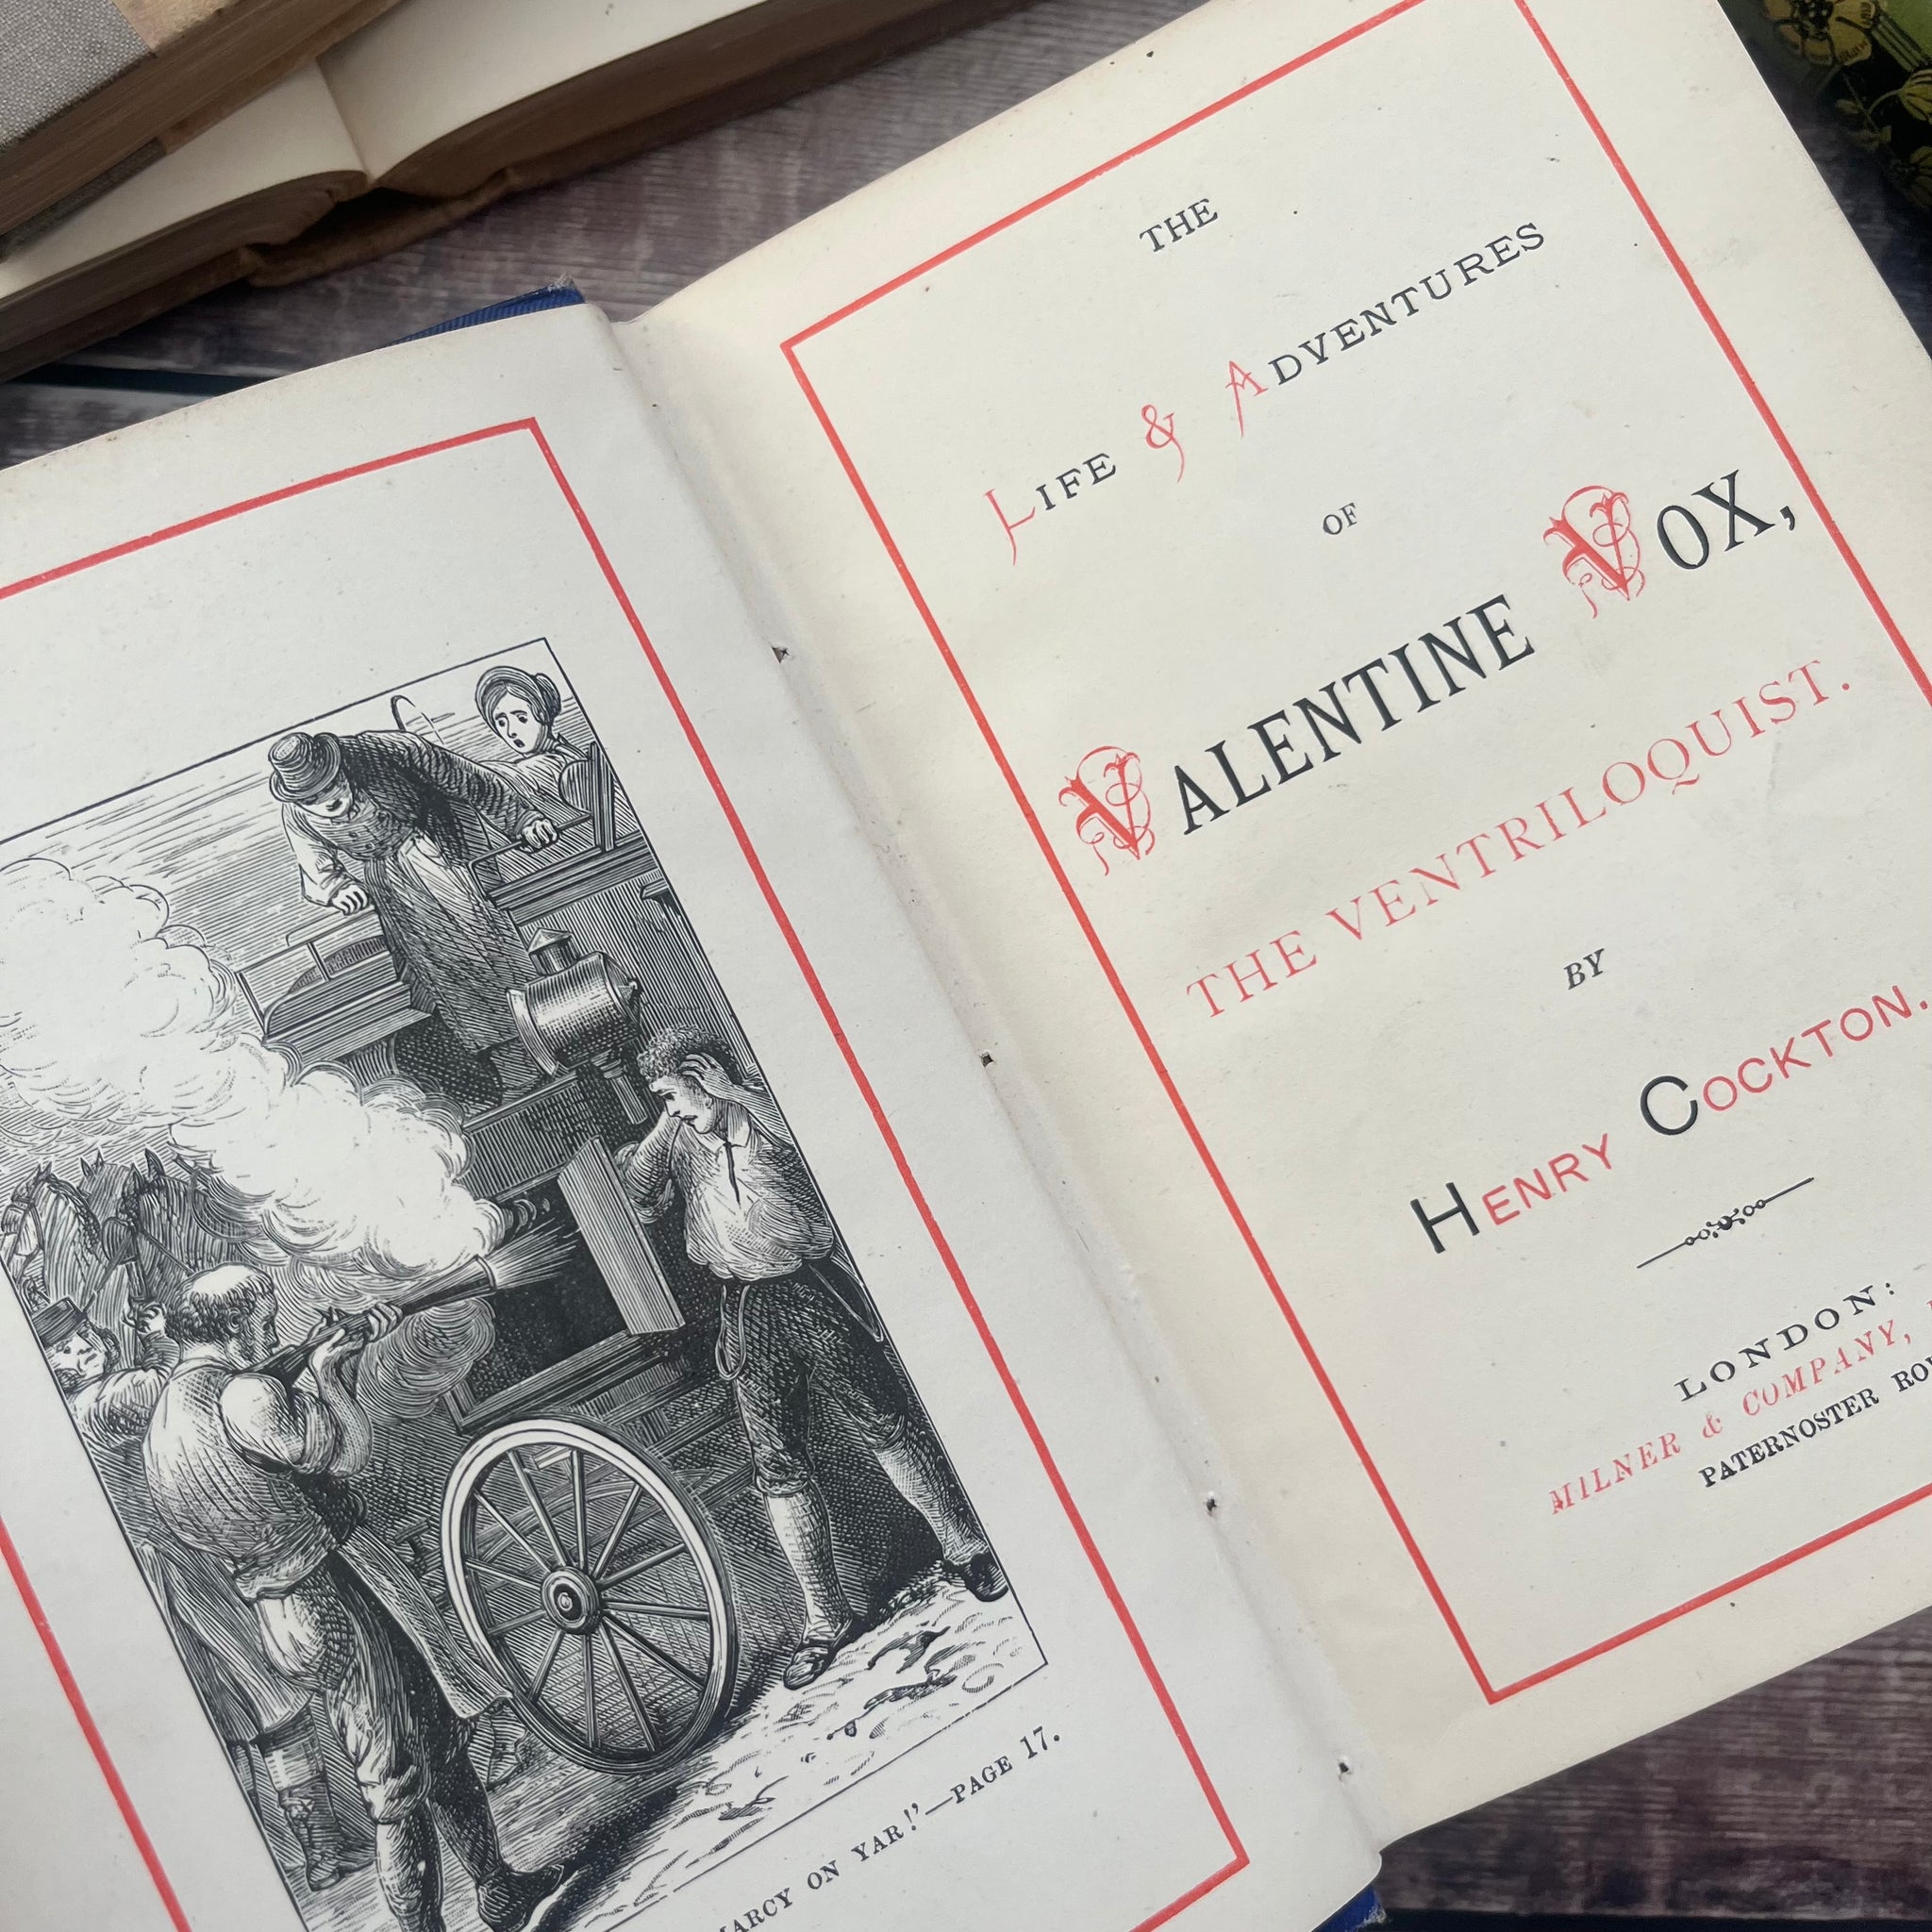 MARCY ON YAR!'—PAGE 17.
THE
LIFE & ADVENTURES
OF
VALENTINE VOX,
THE VENTRILOQUIST.
BY
HENRY COCKTON.
LONDON:
MILNER & COMPANY,
PATERNOSTER